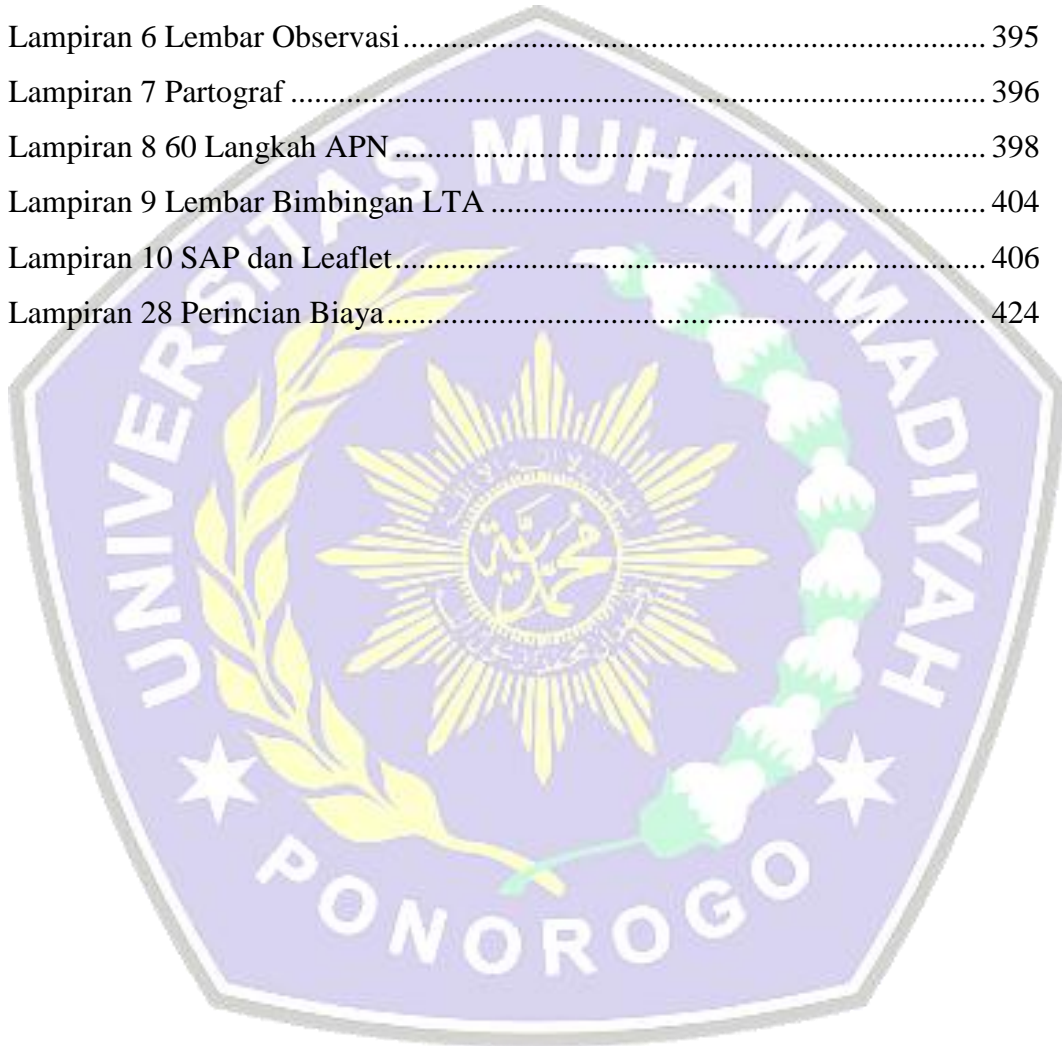 Lampiran 6 Lembar Observasi........................................................................... 395
Lampiran 7 Partograf ......................................................................................... 396
Lampiran 8 60 Langkah APN ............................................................................ 398
Lampiran 9 Lembar Bimbingan LTA ................................................................ 404
Lampiran 10 SAP dan Leaflet............................................................................ 406
Lampiran 28 Perincian Biaya............................................................................. 424
UNIVERSITAS MUHAMMADIYAH
محمدية
PONOROGO